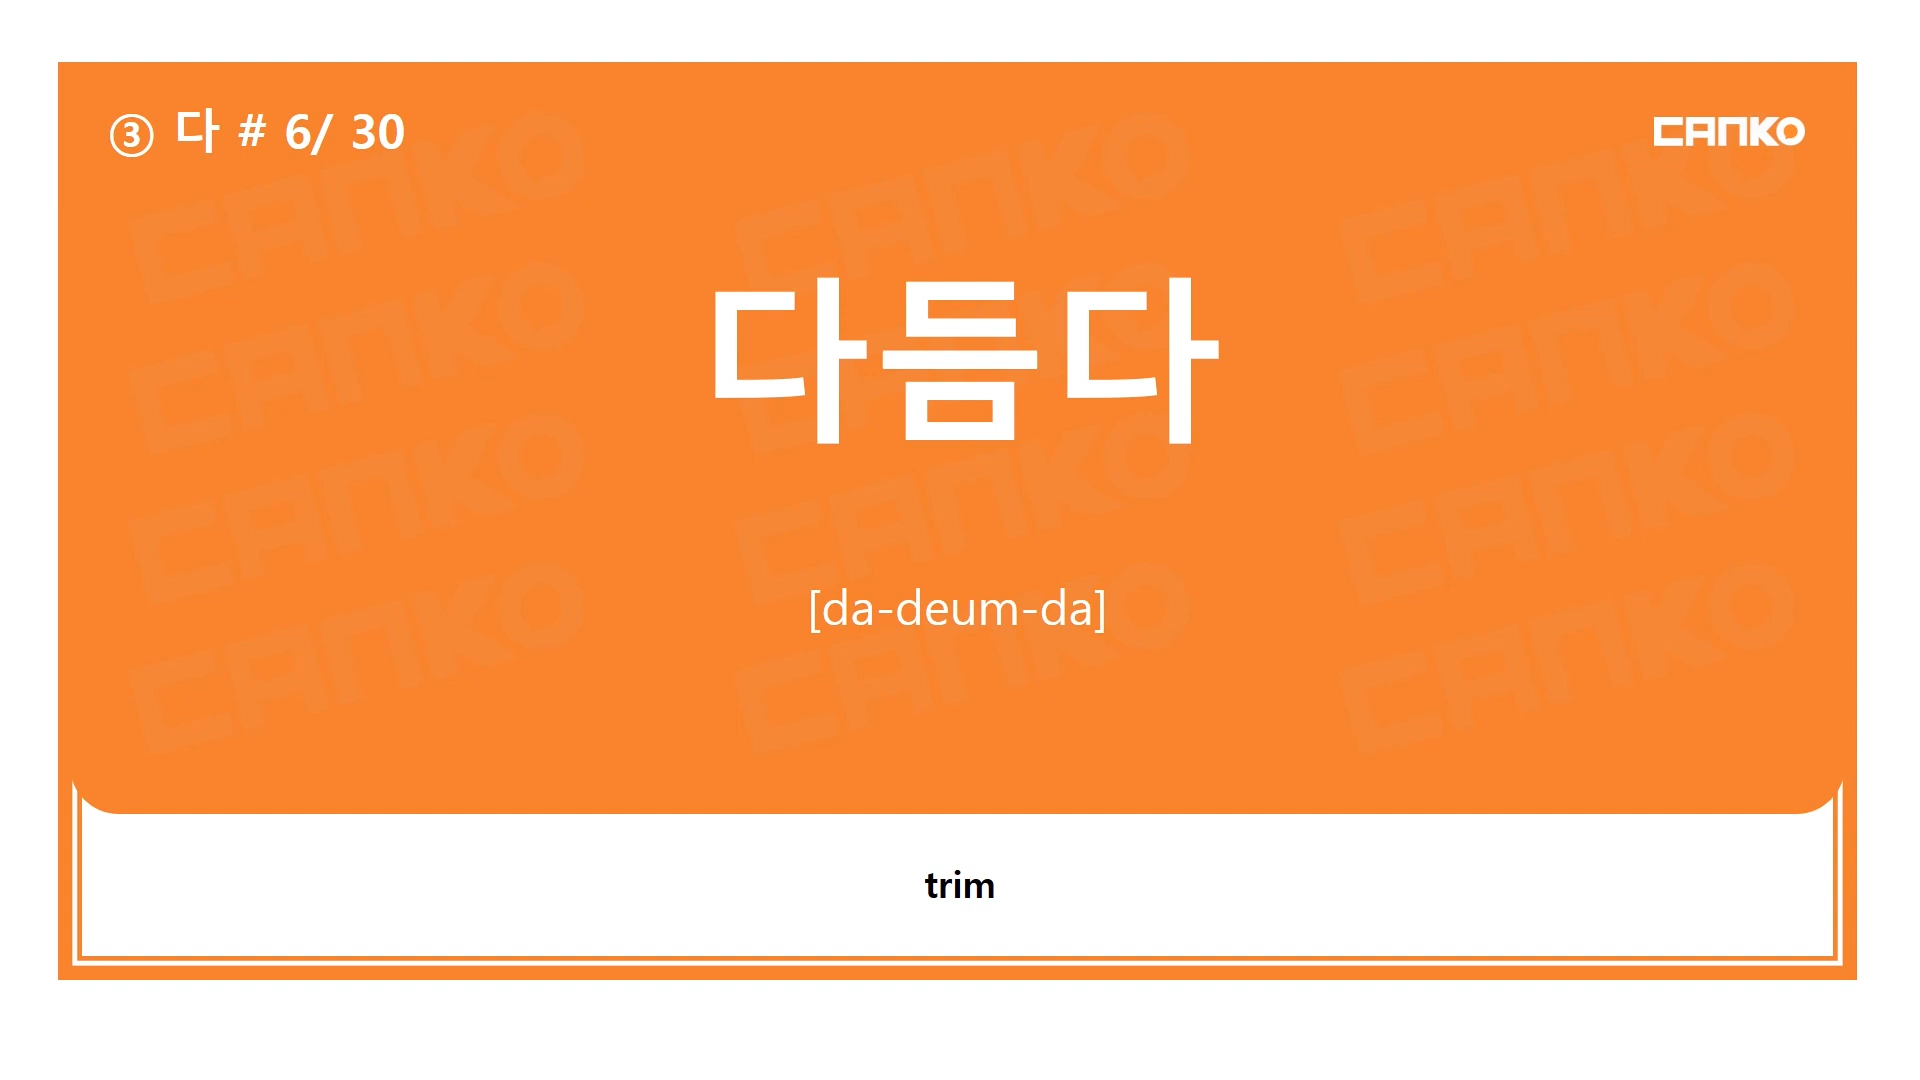 ③ 다 # 6/ 30
CANKO
다듬다
[da-deum-da]
trim